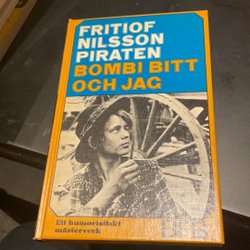 FRITIOF
NILSSON
PIRATEN
BOMBI BITT
OCH JAG
Ett humoristiskt
mästerverk